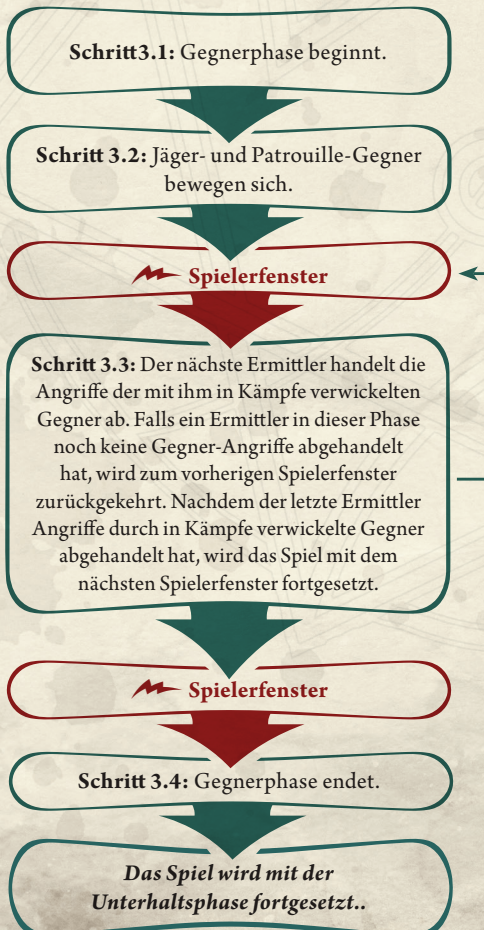 Schritt3.1: Gegnerphase beginnt.
Schritt 3.2: Jäger- und Patrouille-Gegner
bewegen sich.
Spielerfenster
Schritt 3.3: Der nächste Ermittler handelt die
Angriffe der mit ihm in Kämpfe verwickelten
Gegner ab. Falls ein Ermittler in dieser Phase
noch keine Gegner-Angriffe abgehandelt
hat, wird zum vorherigen Spielerfenster
zurückgekehrt. Nachdem der letzte Ermittler
Angriffe durch in Kämpfe verwickelte Gegner
abgehandelt hat, wird das Spiel mit dem
nächsten Spielerfenster fortgesetzt.
Spielerfenster
Schritt 3.4: Gegnerphase endet.
Das Spiel wird mit der
Unterhaltsphase fortgesetzt..